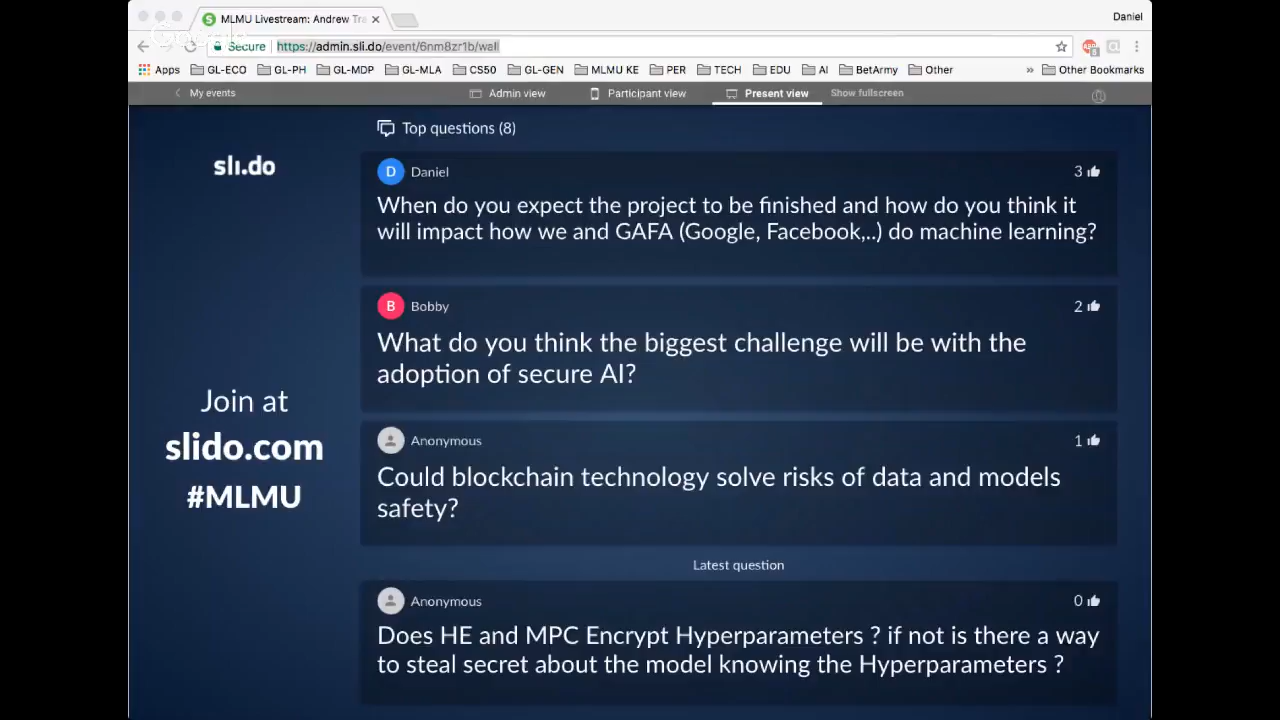 MLMU Livestream: Andrew Tra
Daniel
Google
Secure https://admin.sli.do/event/6nm8zr1b/wall
Apps GL-ECO GL-PH GL-MDP GL-MLA CS50 GL-GEN MLMU KE PER TECH EDU AI BetArmy Other » Other Bookmarks
My events Admin view Participant view Present view Show fullscreen
Top questions (8)
sli.do
D Daniel 3
When do you expect the project to be finished and how do you think it
will impact how we and GAFA (Google, Facebook,..) do machine learning?
B Bobby 2
What do you think the biggest challenge will be with the
adoption of secure AI?
Join at
slido.com
#MLMU
Anonymous 1
Could blockchain technology solve risks of data and models
safety?
Latest question
Anonymous 0
Does HE and MPC Encrypt Hyperparameters ? if not is there a way
to steal secret about the model knowing the Hyperparameters ?